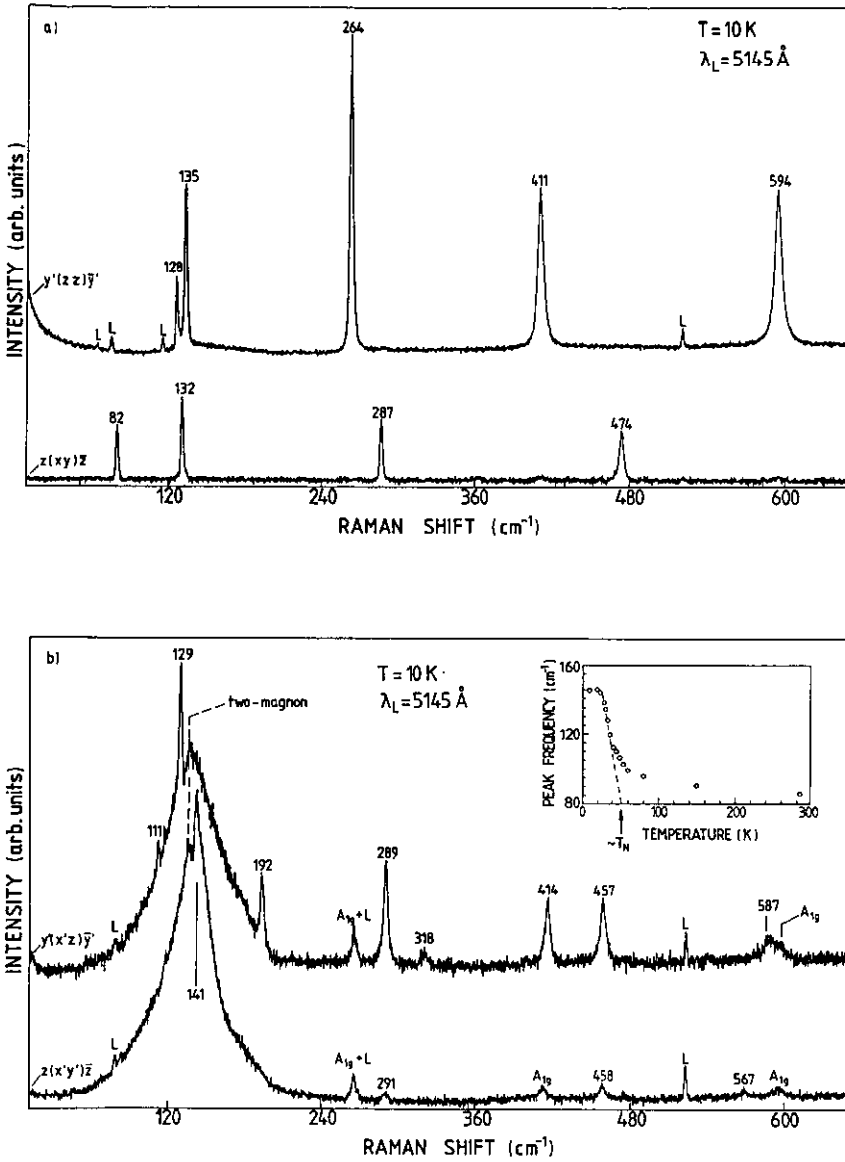 a)
264
T = 10 K
λL = 5145 Å
135
411
594
128
y'(zz)ȳ'
L
L
L
L
82
132
287
474
z(xy)z̄
INTENSITY (arb. units)
120
240
360
480
600
RAMAN SHIFT (cm⁻¹)
b)
129
T = 10 K
λL = 5145 Å
two-magnon
PEAK FREQUENCY (cm⁻¹)
160
120
80
0
100
200
300
TEMPERATURE (K)
~TN
111
192
289
414
457
587
A1g
A1g+L
318
L
L
y'(x'z)ȳ'
141
INTENSITY (arb.units)
L
A1g+L
291
A1g
458
L
567
A1g
z(x'y')z̄
120
240
360
480
600
RAMAN SHIFT (cm⁻¹)